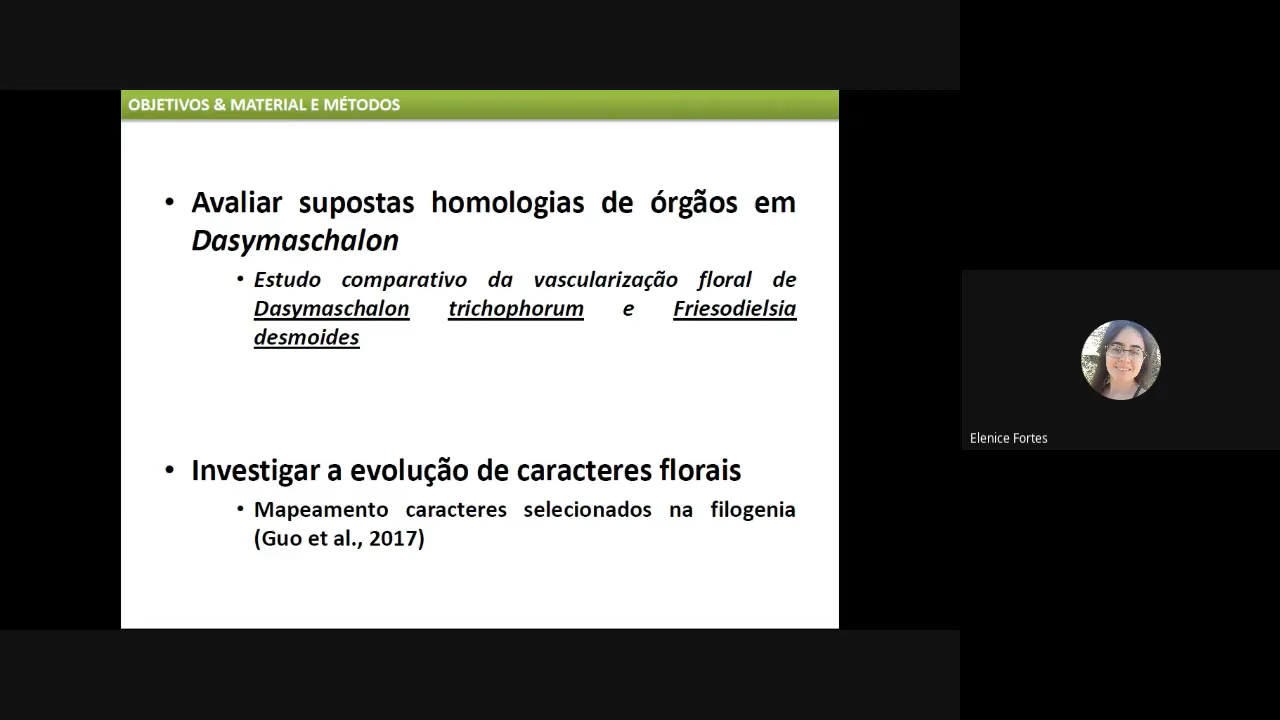 OBJETIVOS & MATERIAL E MÉTODOS
• Avaliar supostas homologias de órgãos em
Dasymaschalon
• Estudo comparativo da vascularização floral de
Dasymaschalon trichophorum e Friesodielsia
desmoides
• Investigar a evolução de caracteres florais
• Mapeamento caracteres selecionados na filogenia
(Guo et al., 2017)
Elenice Fortes